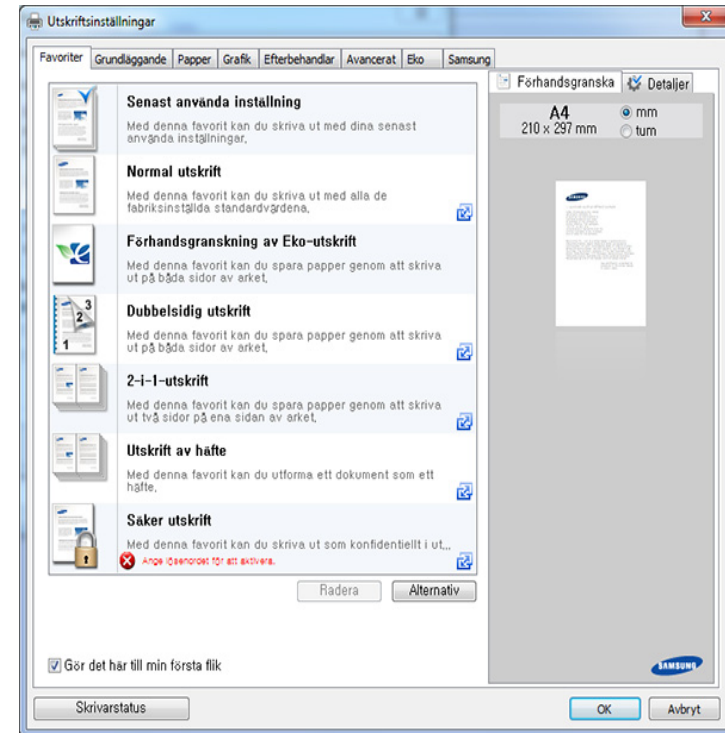 Utskriftsinställningar
Favoriter Grundläggande Papper Grafik Efterbehandlar Avancerat Eko Samsung
Förhandsgranska Detaljer
A4
210 x 297 mm
mm
tum
Senast använda inställning
Med denna favorit kan du skriva ut med dina senast
använda inställningar.
Normal utskrift
Med denna favorit kan du skriva ut med alla de
fabriksinställda standardvärdena.
Förhandsgranskning av Eko-utskrift
Med denna favorit kan du spara papper genom att skriva
ut på båda sidor av arket.
3
2
1
Dubbelsidig utskrift
Med denna favorit kan du spara papper genom att skriva
ut på båda sidor av arket.
2-i-1-utskrift
Med denna favorit kan du spara papper genom att skriva
ut två sidor på ena sidan av arket.
Utskrift av häfte
Med denna favorit kan du utforma ett dokument som ett
häfte.
Säker utskrift
Med denna favorit kan du skriva ut som konfidentiellt i ut...
Ange lösenordet för att aktivera.
Radera Alternativ
Gör det här till min första flik
SAMSUNG
Skrivarstatus OK Avbryt